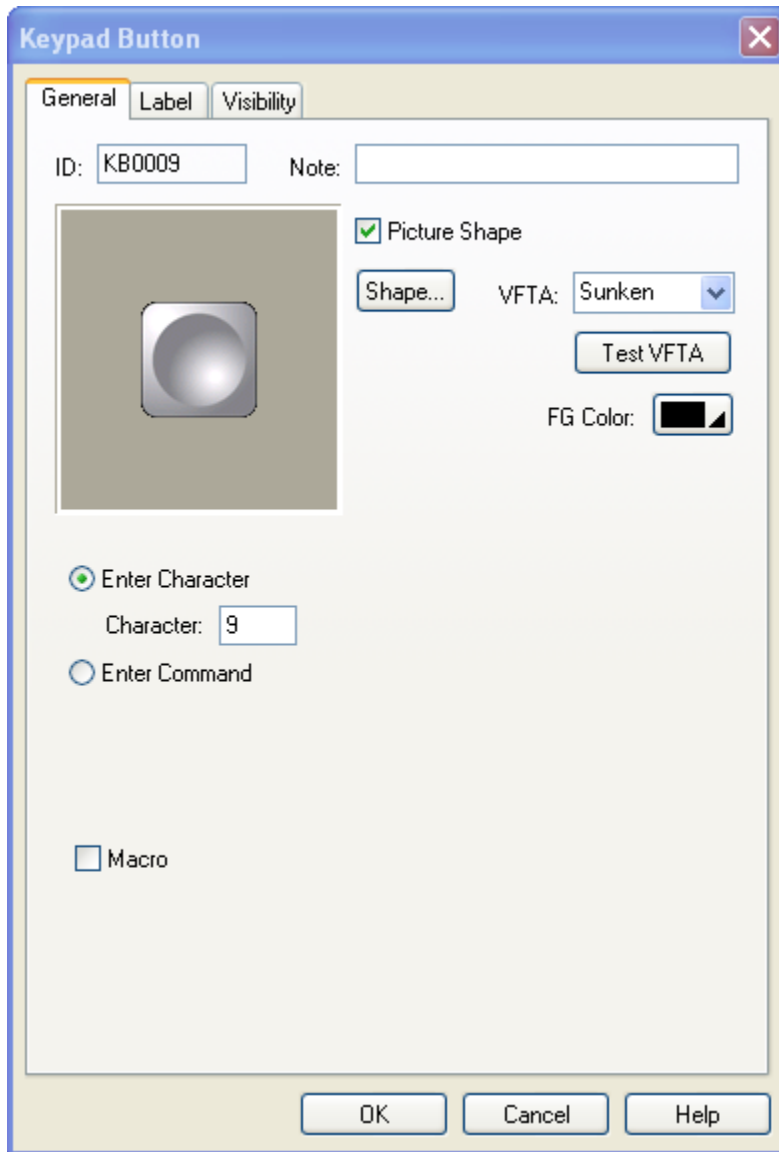 Keypad Button
General Label Visibility
ID: KB0009 Note:
Picture Shape
Shape... VFTA: Sunken
Test VFTA
FG Color:
Enter Character
Character: 9
Enter Command
Macro
OK Cancel Help